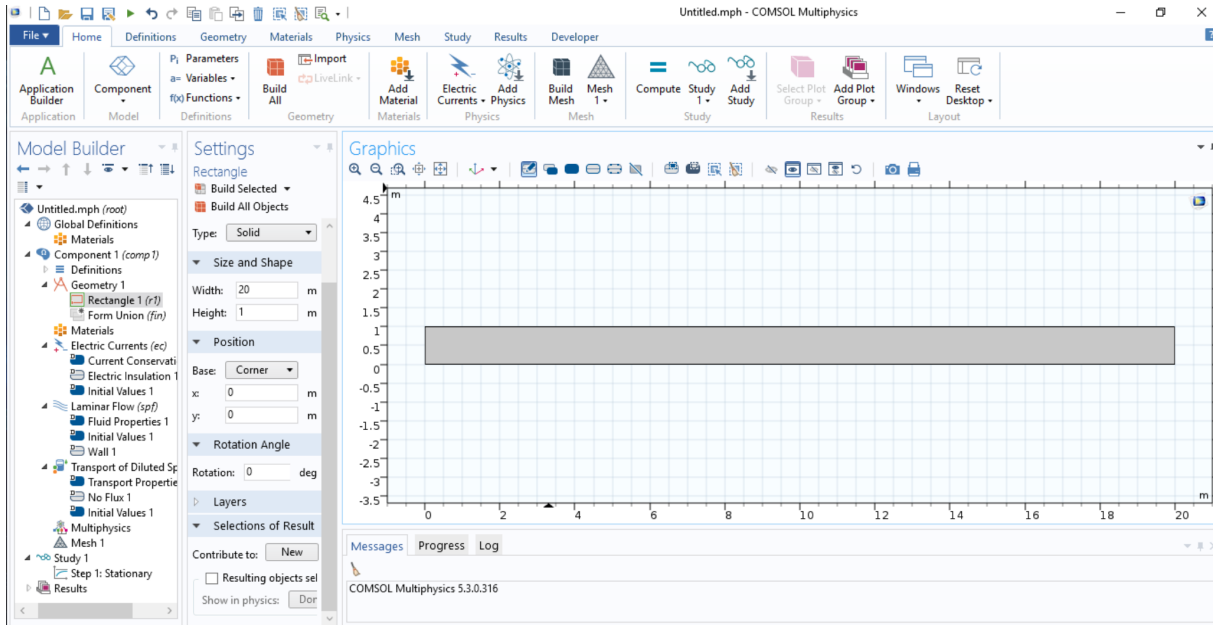 Untitled.mph - COMSOL Multiphysics
File Home Definitions Geometry Materials Physics Mesh Study Results Developer
Application Builder
Application
Component
Model
Pi Parameters
a= Variables
f(x) Functions
Definitions
Build All
Import
LiveLink
Geometry
Add Material
Materials
Electric Currents
Add Physics
Physics
Build Mesh
Mesh 1
Mesh
Compute
Study 1
Add Study
Study
Select Plot Group
Add Plot Group
Results
Windows
Reset Desktop
Layout
Model Builder
Untitled.mph (root)
Global Definitions
Materials
Component 1 (comp1)
Definitions
Geometry 1
Rectangle 1 (r1)
Form Union (fin)
Materials
Electric Currents (ec)
Current Conservati
Electric Insulation 1
Initial Values 1
Laminar Flow (spf)
Fluid Properties 1
Initial Values 1
Wall 1
Transport of Diluted Sp
Transport Propertie
No Flux 1
Initial Values 1
Multiphysics
Mesh 1
Study 1
Step 1: Stationary
Results
Settings
Rectangle
Build Selected
Build All Objects
Type: Solid
Size and Shape
Width: 20 m
Height: 1 m
Position
Base: Corner
x: 0 m
y: 0 m
Rotation Angle
Rotation: 0 deg
Layers
Selections of Result
Contribute to: New
Resulting objects sel
Show in physics: Dor
Graphics
m
4.5
4
3.5
3
2.5
2
1.5
1
0.5
0
-0.5
-1
-1.5
-2
-2.5
-3
-3.5
m
0 2 4 6 8 10 12 14 16 18 20
Messages Progress Log
COMSOL Multiphysics 5.3.0.316